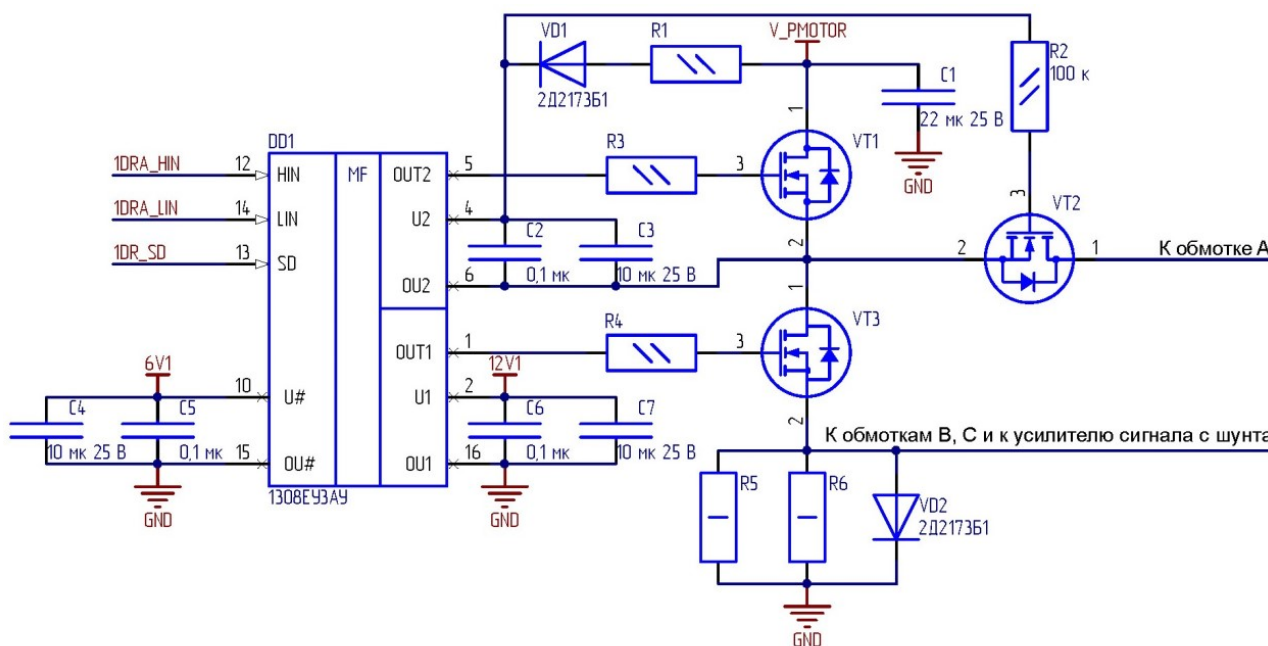 V_PMOTOR
VD1
R1
R2
100 к
2Д2173Б1
C1
22 мк 25 В
GND
1
VT1
DD1
R3
3
1DRA_HIN
12
HIN
MF
OUT2
5
1DRA_LIN
14
LIN
U2
4
1DR_SD
13
SD
C2
C3
0,1 мк
10 мк 25 В
OU2
6
2
3
VT2
2
1
К обмотке А
1
VT3
R4
3
OUT1
1
6V1
12V1
10
U#
U1
2
2
C4
C5
C6
C7
10 мк 25 В
0,1 мк
15
OU#
OU1
16
0,1 мк
10 мк 25 В
К обмоткам В, С и к усилителю сигнала с шунта
1308ЕУ3АУ
GND
GND
R5
R6
VD2
2Д2173Б1
GND